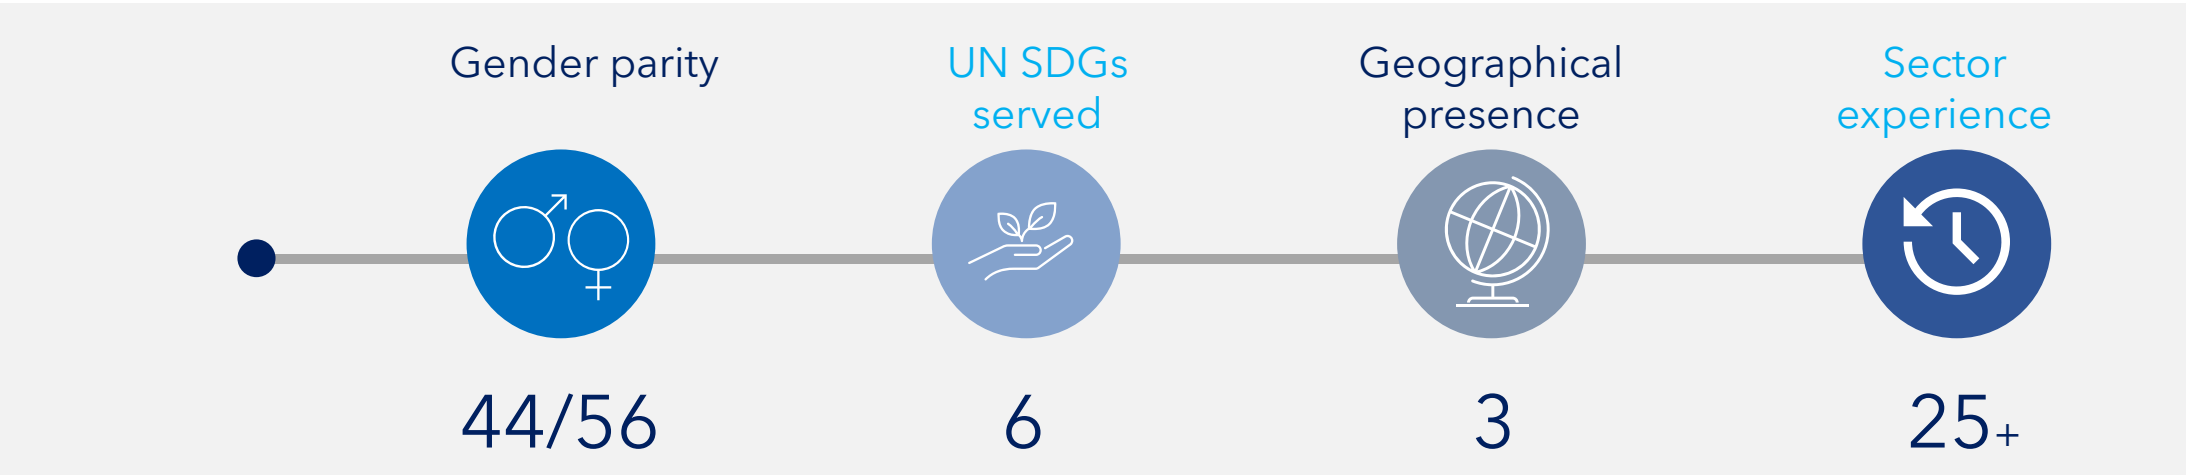 Gender parity
UN SDGs
served
Geographical
presence
Sector
experience
44/56
6
3
25+